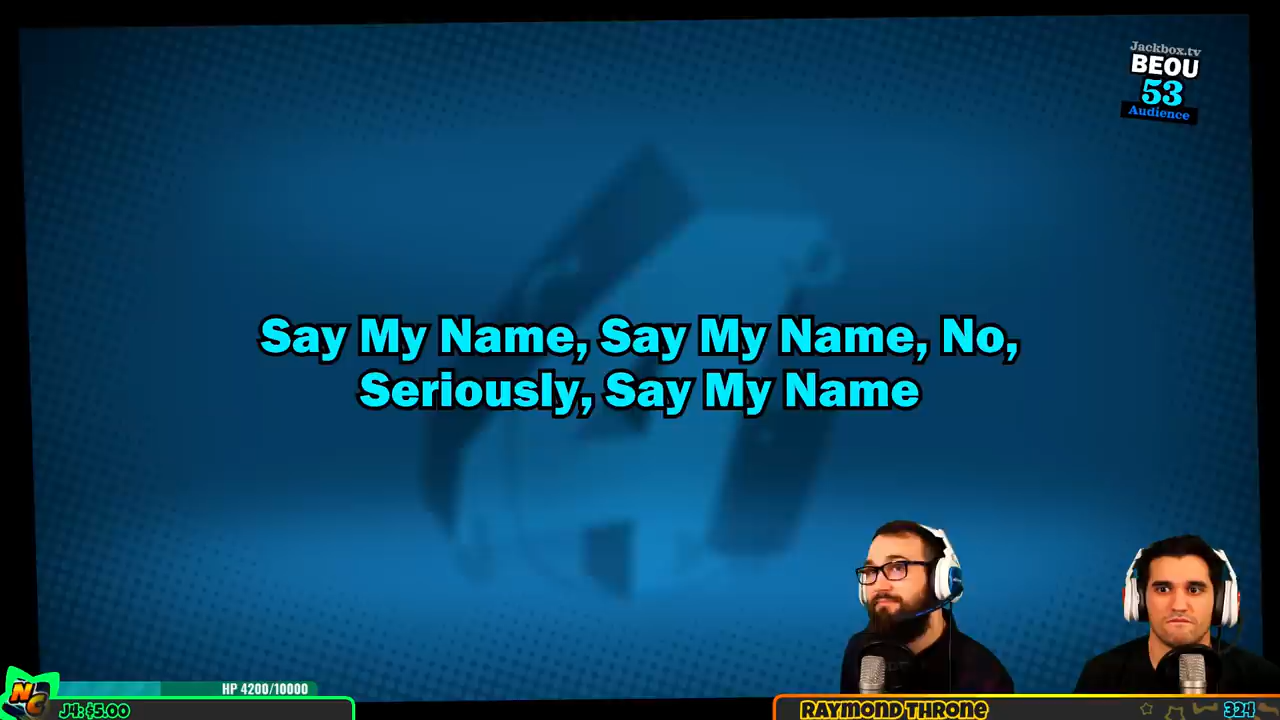 Jackbox.tv
BEOU
53
Audience
Say My Name, Say My Name, No,
Seriously, Say My Name
HP 4200/10000
NC
J4: $5.00
RAYMOND THRONE
324